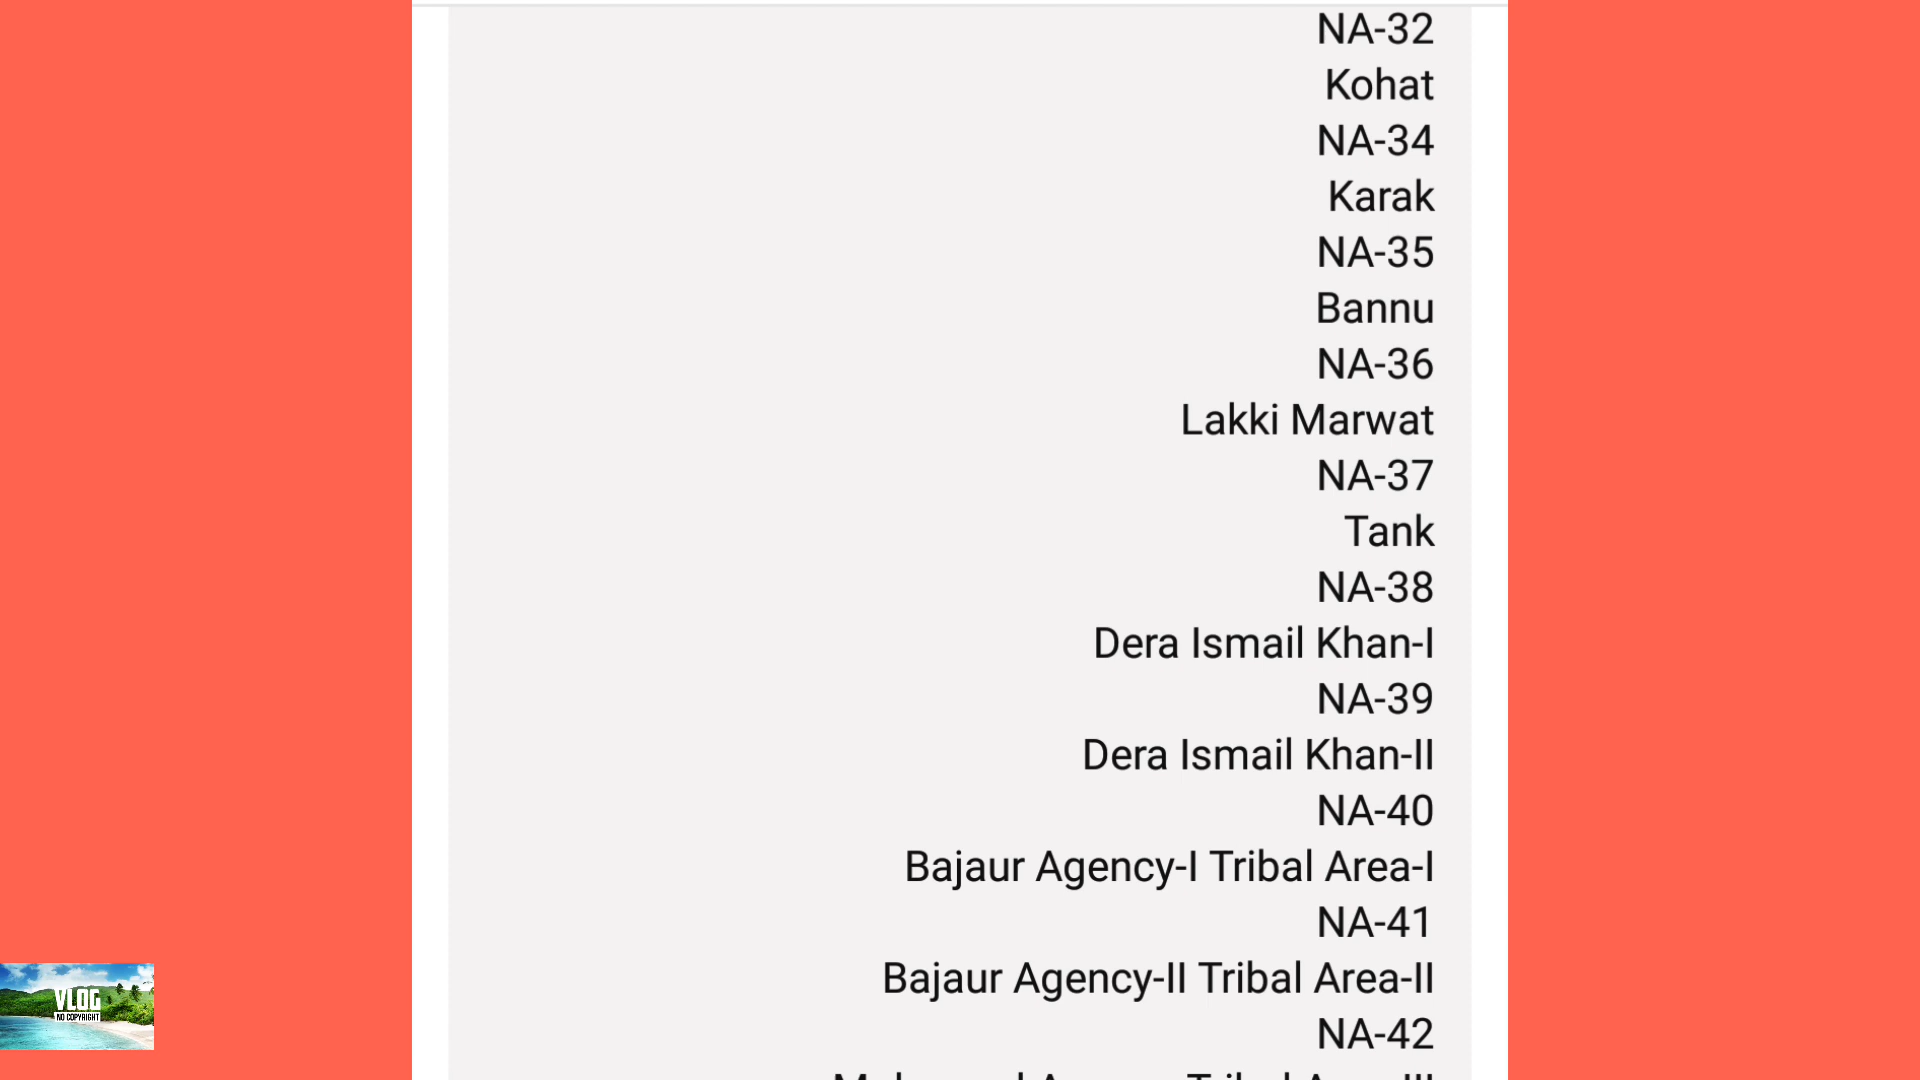 NA-32
Kohat
NA-34
Karak
NA-35
Bannu
NA-36
Lakki Marwat
NA-37
Tank
NA-38
Dera Ismail Khan-I
NA-39
Dera Ismail Khan-II
NA-40
Bajaur Agency-I Tribal Area-I
NA-41
Bajaur Agency-II Tribal Area-II
NA-42
VLOG
NO COPYRIGHT